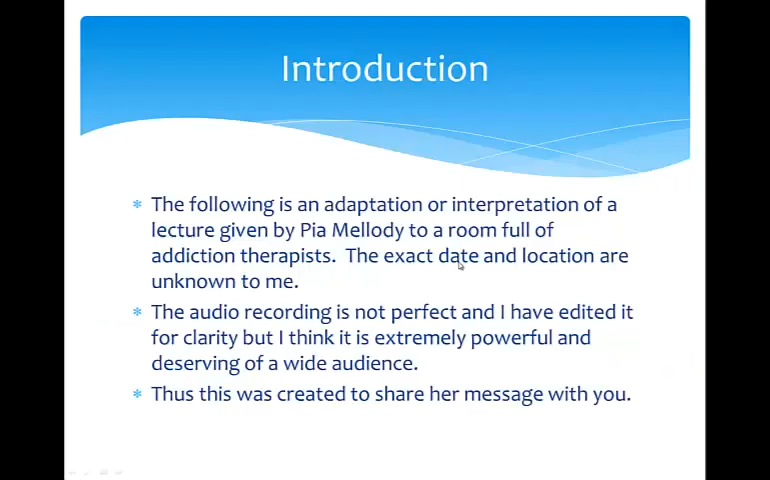 Introduction
* The following is an adaptation or interpretation of a
lecture given by Pia Mellody to a room full of
addiction therapists.  The exact date and location are
unknown to me.
* The audio recording is not perfect and I have edited it
for clarity but I think it is extremely powerful and
deserving of a wide audience.
* Thus this was created to share her message with you.